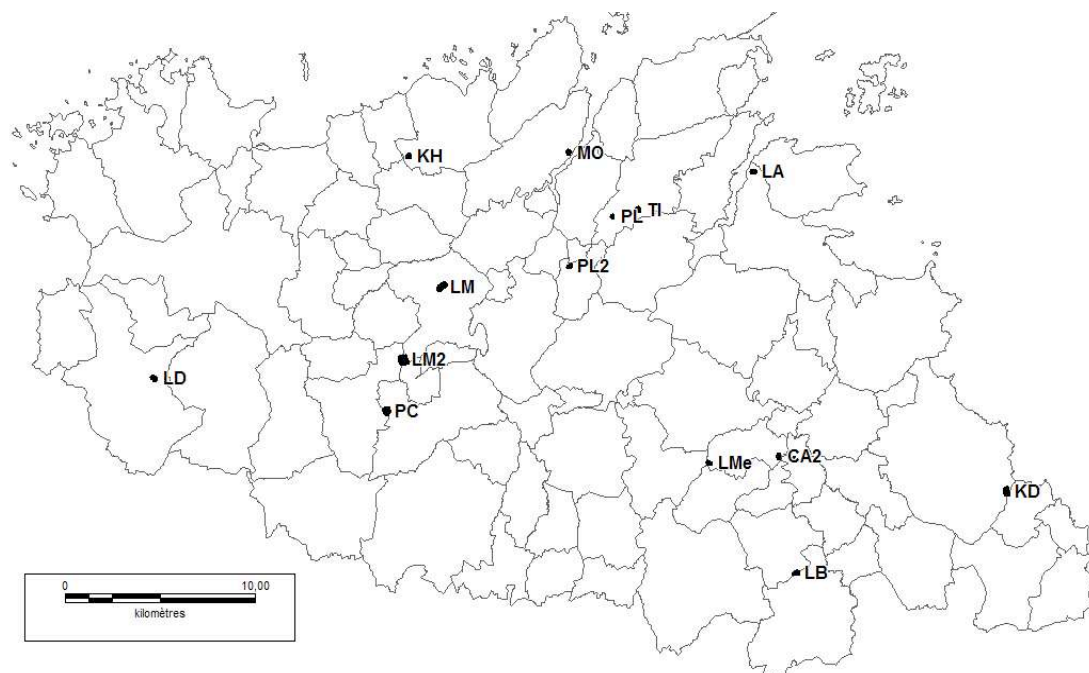 KH
MO
LA
PL
TI
PL2
LM
LM2
LD
PC
LMe
CA2
KD
LB
0 10,00
kilomètres